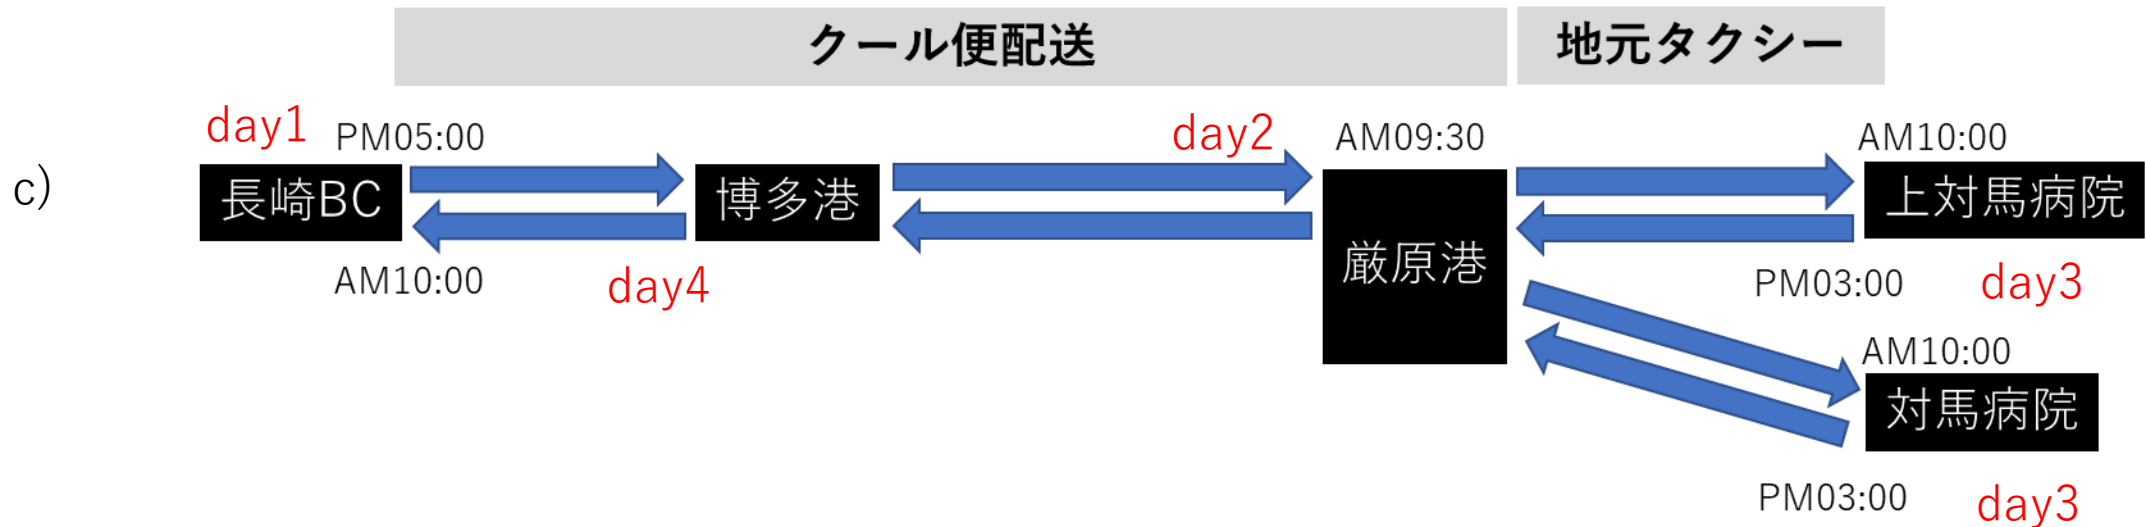 クール便配送
地元タクシー
day1
PM05:00
day2
AM09:30
AM10:00
c)
長崎BC
博多港
厳原港
上対馬病院
AM10:00
day4
PM03:00
day3
AM10:00
対馬病院
PM03:00
day3